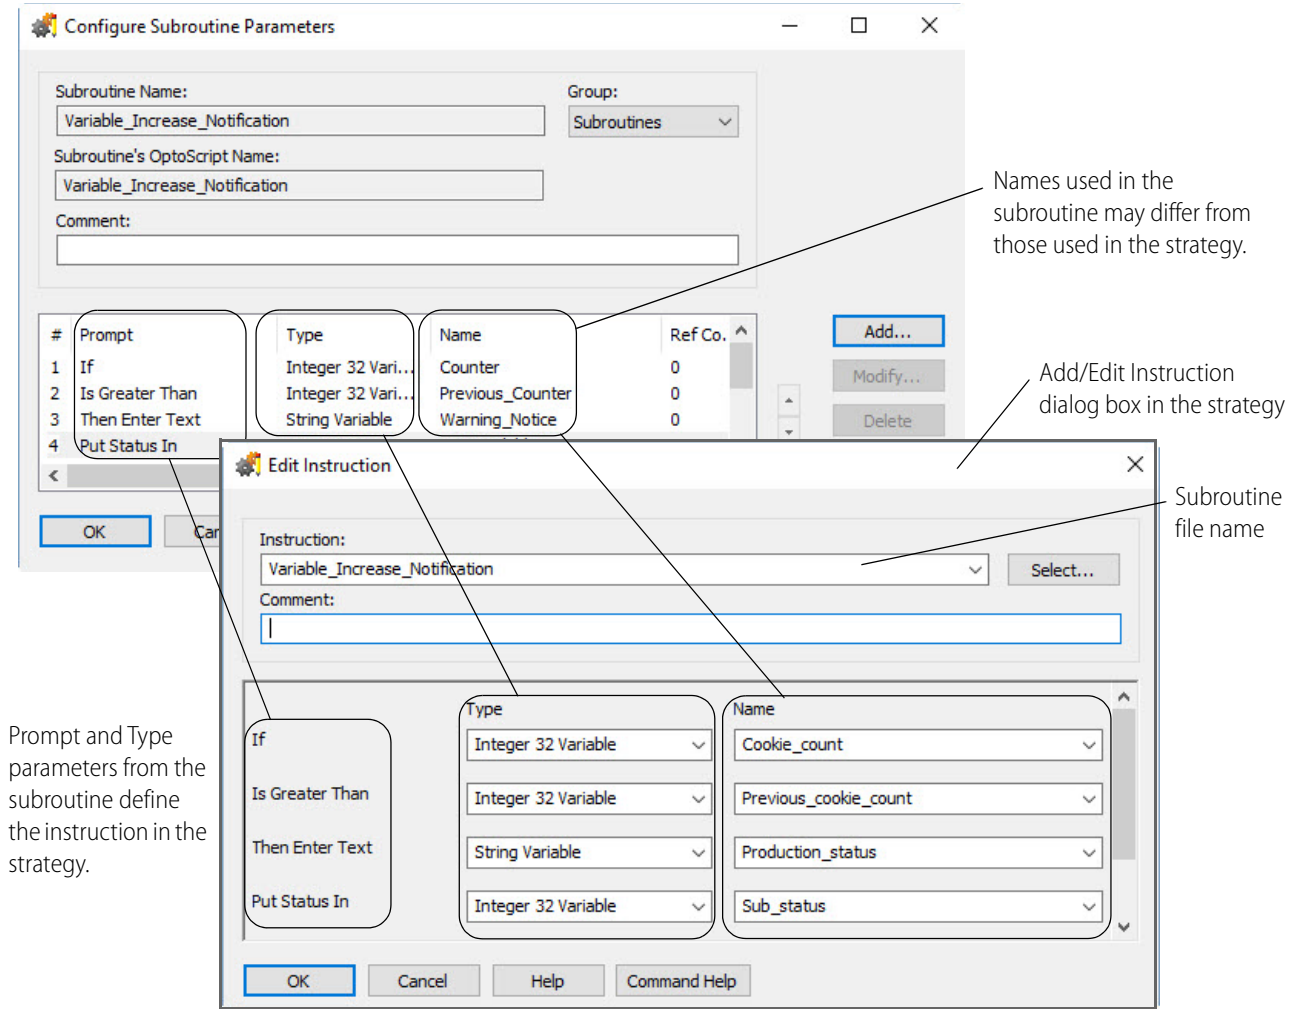 Configure Subroutine Parameters
Subroutine Name:
Group:
Variable_Increase_Notification
Subroutines
Subroutine's OptoScript Name:
Variable_Increase_Notification
Comment:
Names used in the
subroutine may differ from
those used in the strategy.
# Prompt Type Name Ref Co.
1 If Integer 32 Vari... Counter 0
2 Is Greater Than Integer 32 Vari... Previous_Counter 0
3 Then Enter Text String Variable Warning_Notice 0
4 Put Status In
Add...
Modify...
Delete
OK
Add/Edit Instruction
dialog box in the strategy
Edit Instruction
Subroutine
file name
Instruction:
Variable_Increase_Notification
Select...
Comment:
Prompt and Type
parameters from the
subroutine define
the instruction in the
strategy.
Type Name
If Integer 32 Variable Cookie_count
Is Greater Than Integer 32 Variable Previous_cookie_count
Then Enter Text String Variable Production_status
Put Status In Integer 32 Variable Sub_status
OK Cancel Help Command Help